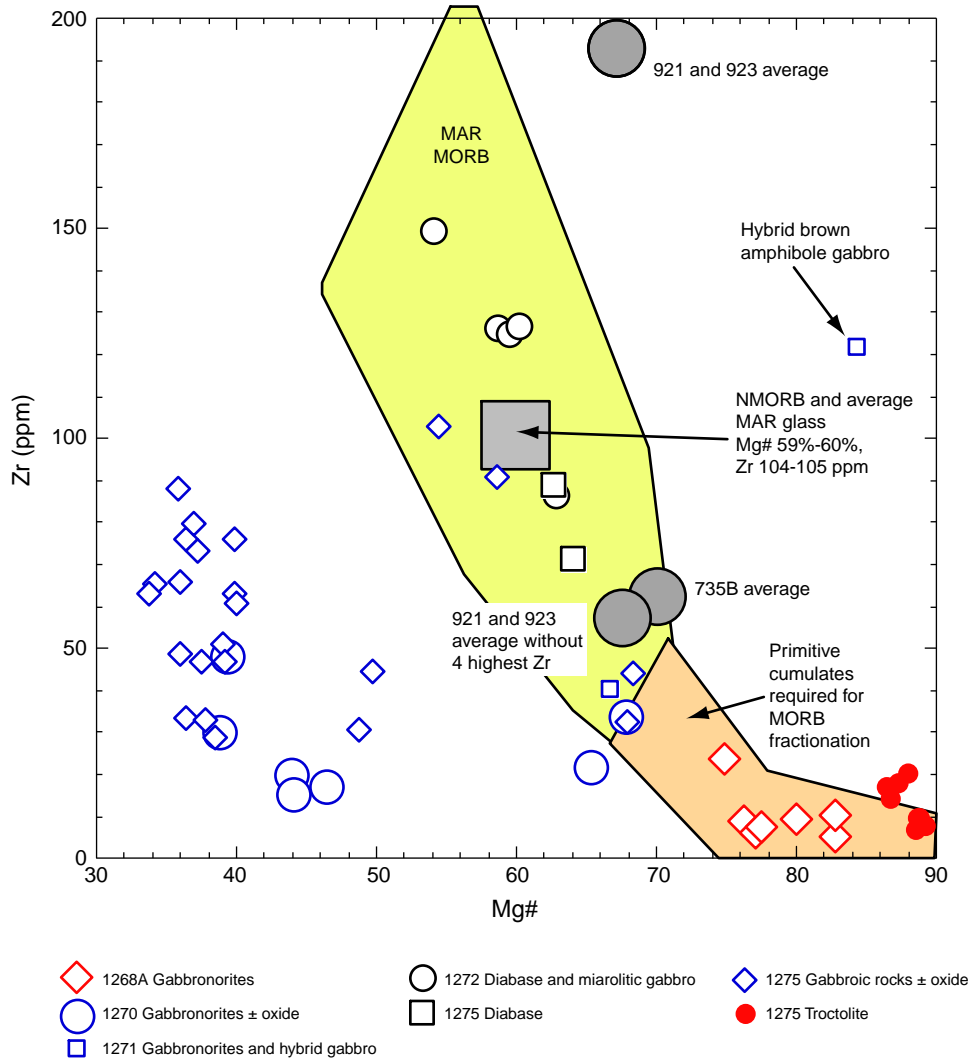 200
150
100
50
0
Zr (ppm)
30
40
50
60
70
80
90
Mg#
MAR
MORB
921 and 923 average
Hybrid brown
amphibole gabbro
NMORB and average
MAR glass
Mg# 59%-60%,
Zr 104-105 ppm
735B average
921 and 923
average without
4 highest Zr
Primitive
cumulates
required for
MORB
fractionation
1268A Gabbronorites
1270 Gabbronorites ± oxide
1271 Gabbronorites and hybrid gabbro
1272 Diabase and miarolitic gabbro
1275 Diabase
1275 Gabbroic rocks ± oxide
1275 Troctolite